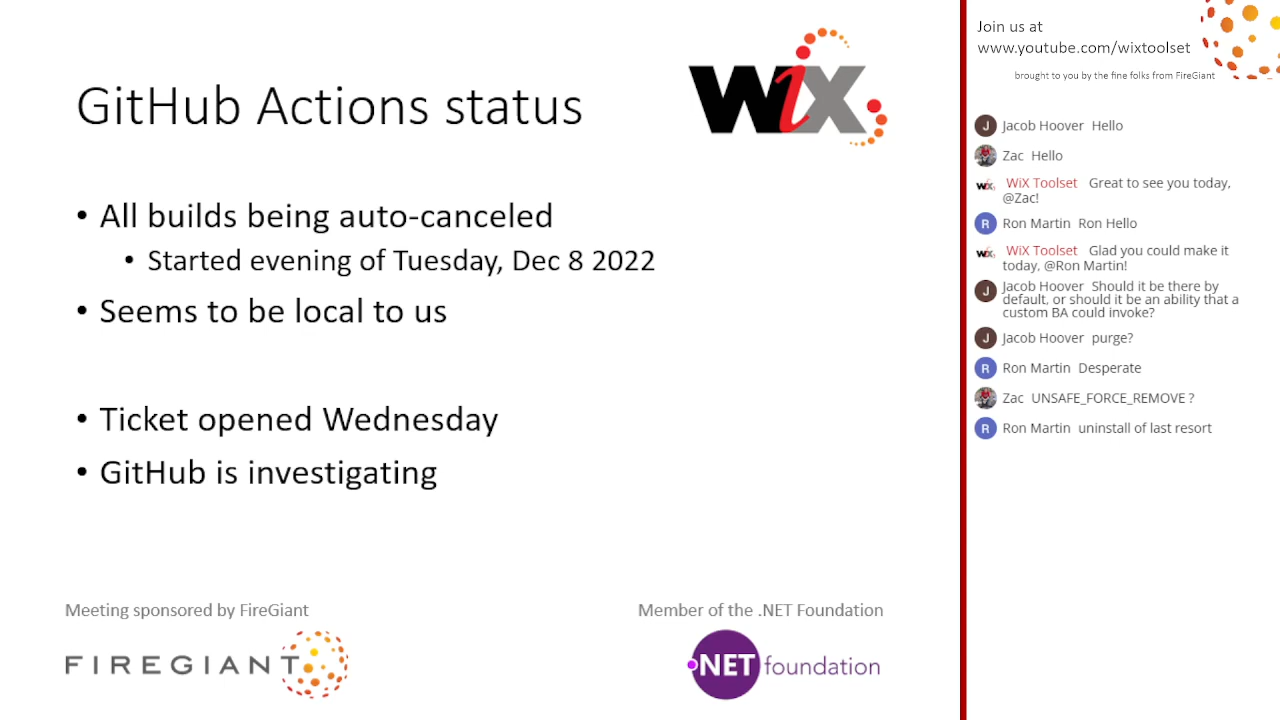 GitHub Actions status
WiX
• All builds being auto-canceled
• Started evening of Tuesday, Dec 8 2022
• Seems to be local to us
• Ticket opened Wednesday
• GitHub is investigating
Meeting sponsored by FireGiant
FIREGIANT
Member of the .NET Foundation
.NET foundation
Join us at
www.youtube.com/wixtoolset
brought to you by the fine folks from FireGiant
J Jacob Hoover Hello
Zac Hello
WiX WiX Toolset Great to see you today,
@Zac!
R Ron Martin Ron Hello
WiX WiX Toolset Glad you could make it
today, @Ron Martin!
J Jacob Hoover Should it be there by
default, or should it be an ability that a
custom BA could invoke?
J Jacob Hoover purge?
R Ron Martin Desperate
Zac UNSAFE_FORCE_REMOVE ?
R Ron Martin uninstall of last resort